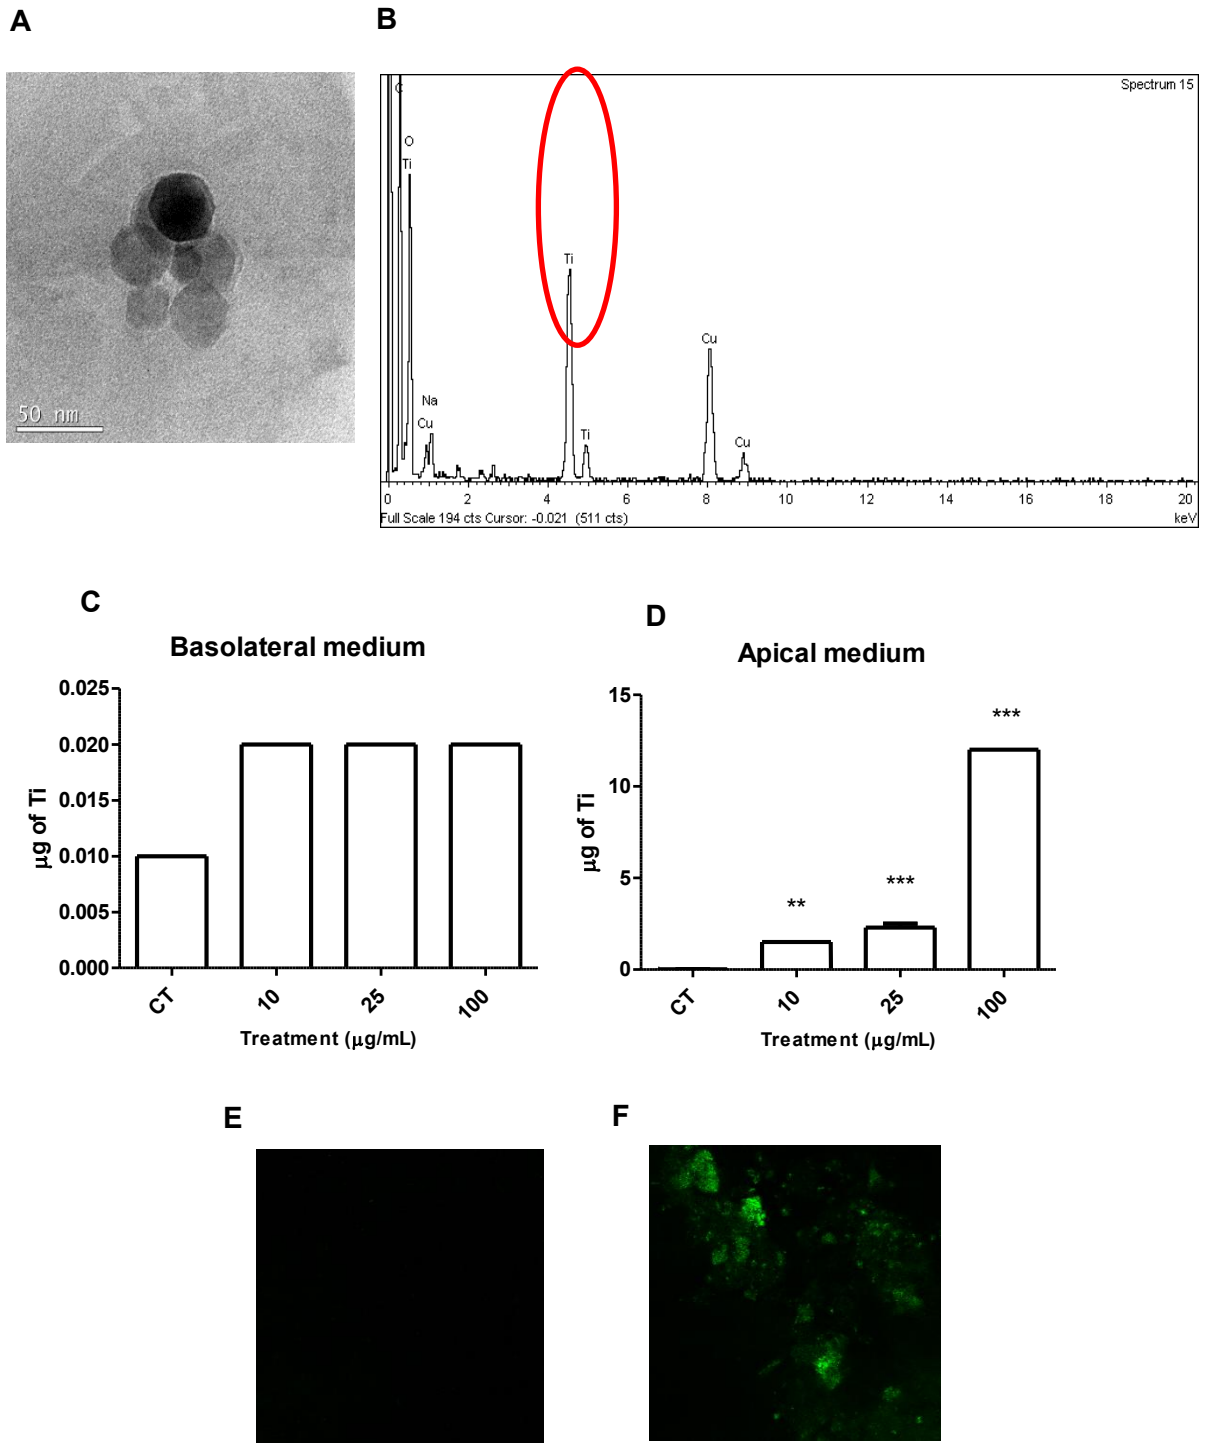 A
B
50 nm
Spectrum 15
C
O
Ti
Ti
Cu
Na
Cu
Ti
Cu
0 2 4 6 8 10 12 14 16 18 20
Full Scale 194 cts Cursor: -0.021 (511 cts) keV
C
Basolateral medium
0.025
0.020
0.015
0.010
0.005
0.000
µg of Ti
CT 10 25 100
Treatment (µg/mL)
D
Apical medium
15
10
5
0
µg of Ti
**
***
***
CT 10 25 100
Treatment (µg/mL)
E
F